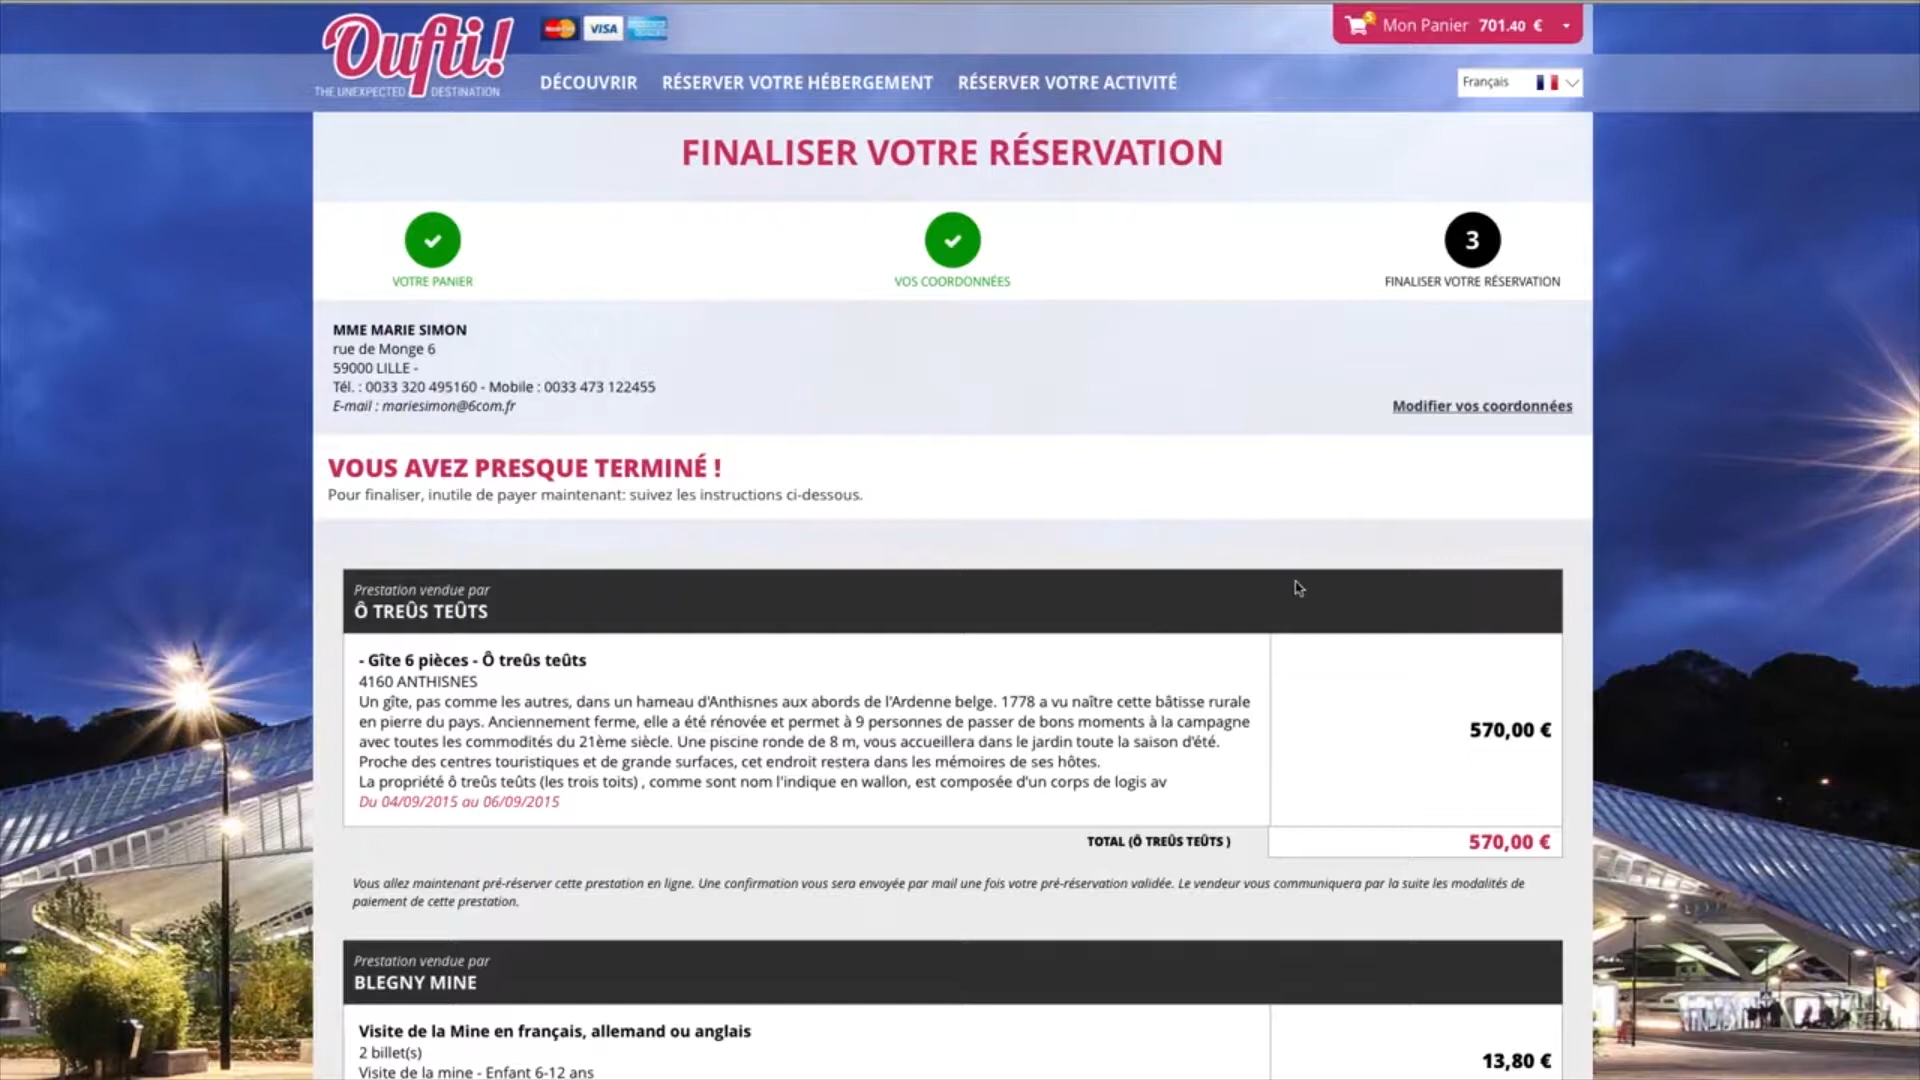 Oufti!
THE UNEXPECTED DESTINATION
MasterCard VISA AMERICAN EXPRESS
5 Mon Panier 701.40 €
DÉCOUVRIR RÉSERVER VOTRE HÉBERGEMENT RÉSERVER VOTRE ACTIVITÉ
Français
FINALISER VOTRE RÉSERVATION
3
VOTRE PANIER VOS COORDONNÉES FINALISER VOTRE RÉSERVATION
MME MARIE SIMON
rue de Monge 6
59000 LILLE -
Tél. : 0033 320 495160 - Mobile : 0033 473 122455
E-mail : mariesimon@6com.fr
Modifier vos coordonnées
VOUS AVEZ PRESQUE TERMINÉ !
Pour finaliser, inutile de payer maintenant: suivez les instructions ci-dessous.
Prestation vendue par
Ô TREÛS TEÛTS
- Gîte 6 pièces - Ô treûs teûts
4160 ANTHISNES
Un gîte, pas comme les autres, dans un hameau d'Anthisnes aux abords de l'Ardenne belge. 1778 a vu naître cette bâtisse rurale
en pierre du pays. Anciennement ferme, elle a été rénovée et permet à 9 personnes de passer de bons moments à la campagne
avec toutes les commodités du 21ème siècle. Une piscine ronde de 8 m, vous accueillera dans le jardin toute la saison d'été.
Proche des centres touristiques et de grande surfaces, cet endroit restera dans les mémoires de ses hôtes.
La propriété ô treûs teûts (les trois toits) , comme sont nom l'indique en wallon, est composée d'un corps de logis av
Du 04/09/2015 au 06/09/2015
570,00 €
TOTAL (Ô TREÛS TEÛTS ) 570,00 €
Vous allez maintenant pré-réserver cette prestation en ligne. Une confirmation vous sera envoyée par mail une fois votre pré-réservation validée. Le vendeur vous communiquera par la suite les modalités de
paiement de cette prestation.
Prestation vendue par
BLEGNY MINE
Visite de la Mine en français, allemand ou anglais
2 billet(s)
Visite de la mine - Enfant 6-12 ans
13,80 €